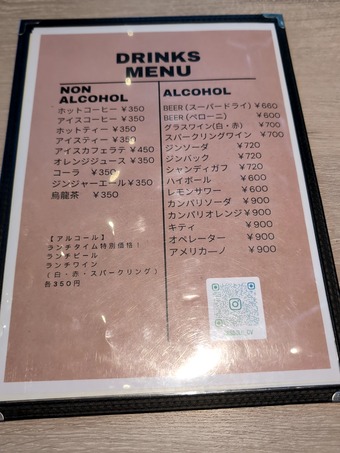 DRINKS
MENU
NON
ALCOHOL
ホットコーヒー ¥350
アイスコーヒー ¥350
ホットティー ¥350
アイスティー ¥350
アイスカフェラテ ¥450
オレンジジュース ¥350
コーラ ¥350
ジンジャーエール¥350
烏龍茶 ¥350
【アルコール】
ランチタイム特別価格!
ランチビール
ランチワイン
(白・赤・スパークリング)
各350円
ALCOHOL
BEER(スーパードライ) ¥660
BEER(ペローニ) ¥600
グラスワイン(白・赤) ¥700
スパークリングワイン ¥700
ジンソーダ ¥720
ジンバック ¥720
シャンディガフ ¥720
ハイボール ¥600
レモンサワー ¥600
カンパリソーダ ¥900
カンパリオレンジ¥900
キティ ¥900
オペレーター ¥900
アメリカーノ ¥900